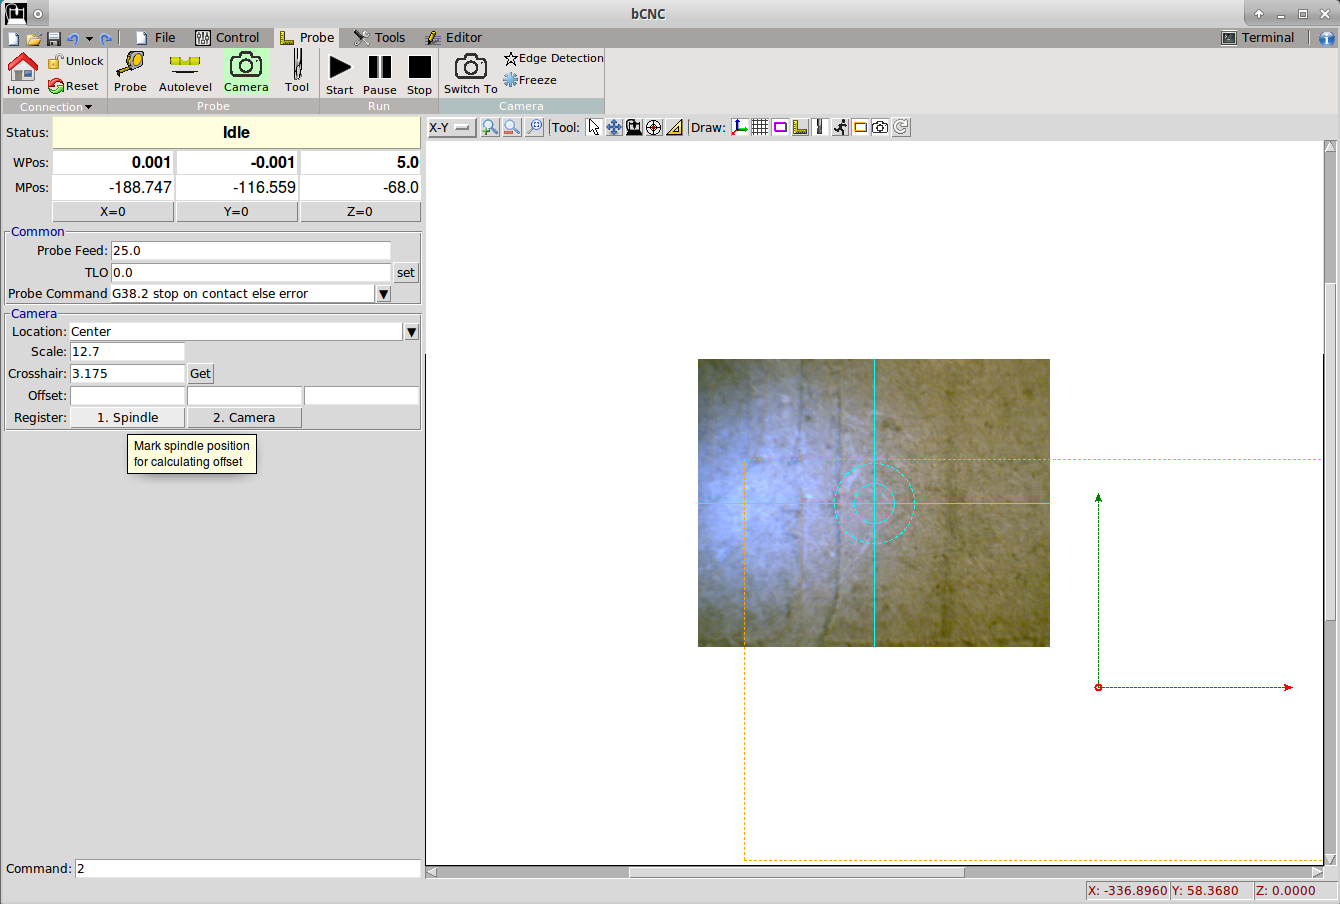 bCNC
File
Control
Probe
Tools
Editor
Terminal
Home
Unlock
Reset
Connection
Probe
Autolevel
Camera
Tool
Probe
Start
Pause
Stop
Run
Switch To
Edge Detection
Freeze
Camera
Status:
Idle
WPos:
0.001
-0.001
5.0
MPos:
-188.747
-116.559
-68.0
X=0
Y=0
Z=0
Common
Probe Feed: 25.0
TLO 0.0 set
Probe Command G38.2 stop on contact else error
Camera
Location: Center
Scale: 12.7
Crosshair: 3.175 Get
Offset:
Register: 1. Spindle 2. Camera
Mark spindle position
for calculating offset
X-Y
Tool:
Draw:
Command: 2
X: -336.8960 Y: 58.3680 Z: 0.0000